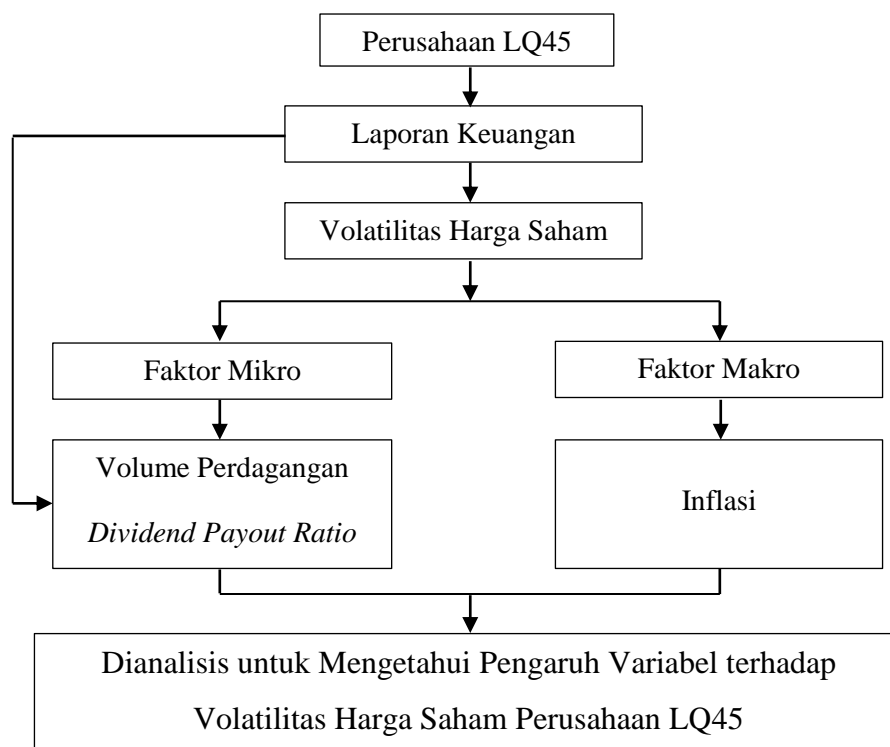 Perusahaan LQ45
Laporan Keuangan
Volatilitas Harga Saham
Faktor Mikro
Faktor Makro
Volume Perdagangan
Dividend Payout Ratio
Inflasi
Dianalisis untuk Mengetahui Pengaruh Variabel terhadap
Volatilitas Harga Saham Perusahaan LQ45